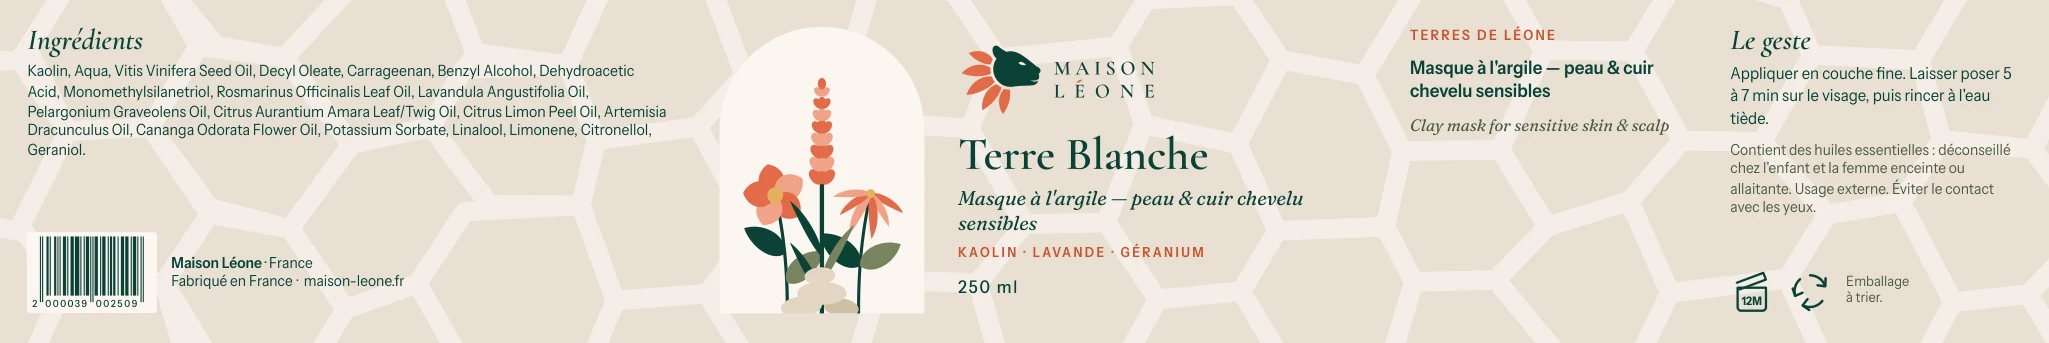 Ingrédients
Kaolin, Aqua, Vitis Vinifera Seed Oil, Decyl Oleate, Carrageenan, Benzyl Alcohol, Dehydroacetic
Acid, Monomethylsilanetriol, Rosmarinus Officinalis Leaf Oil, Lavandula Angustifolia Oil,
Pelargonium Graveolens Oil, Citrus Aurantium Amara Leaf/Twig Oil, Citrus Limon Peel Oil, Artemisia
Dracunculus Oil, Cananga Odorata Flower Oil, Potassium Sorbate, Linalool, Limonene, Citronellol,
Geraniol.
2 000039 002509
Maison Léone · France
Fabriqué en France · maison-leone.fr
MAISON
LÉONE
Terre Blanche
Masque à l'argile — peau & cuir chevelu
sensibles
KAOLIN · LAVANDE · GÉRANIUM
250 ml
TERRES DE LÉONE
Masque à l'argile — peau & cuir
chevelu sensibles
Clay mask for sensitive skin & scalp
Le geste
Appliquer en couche fine. Laisser poser 5
à 7 min sur le visage, puis rincer à l'eau
tiède.
Contient des huiles essentielles : déconseillé
chez l'enfant et la femme enceinte ou
allaitante. Usage externe. Éviter le contact
avec les yeux.
12M
Emballage
à trier.